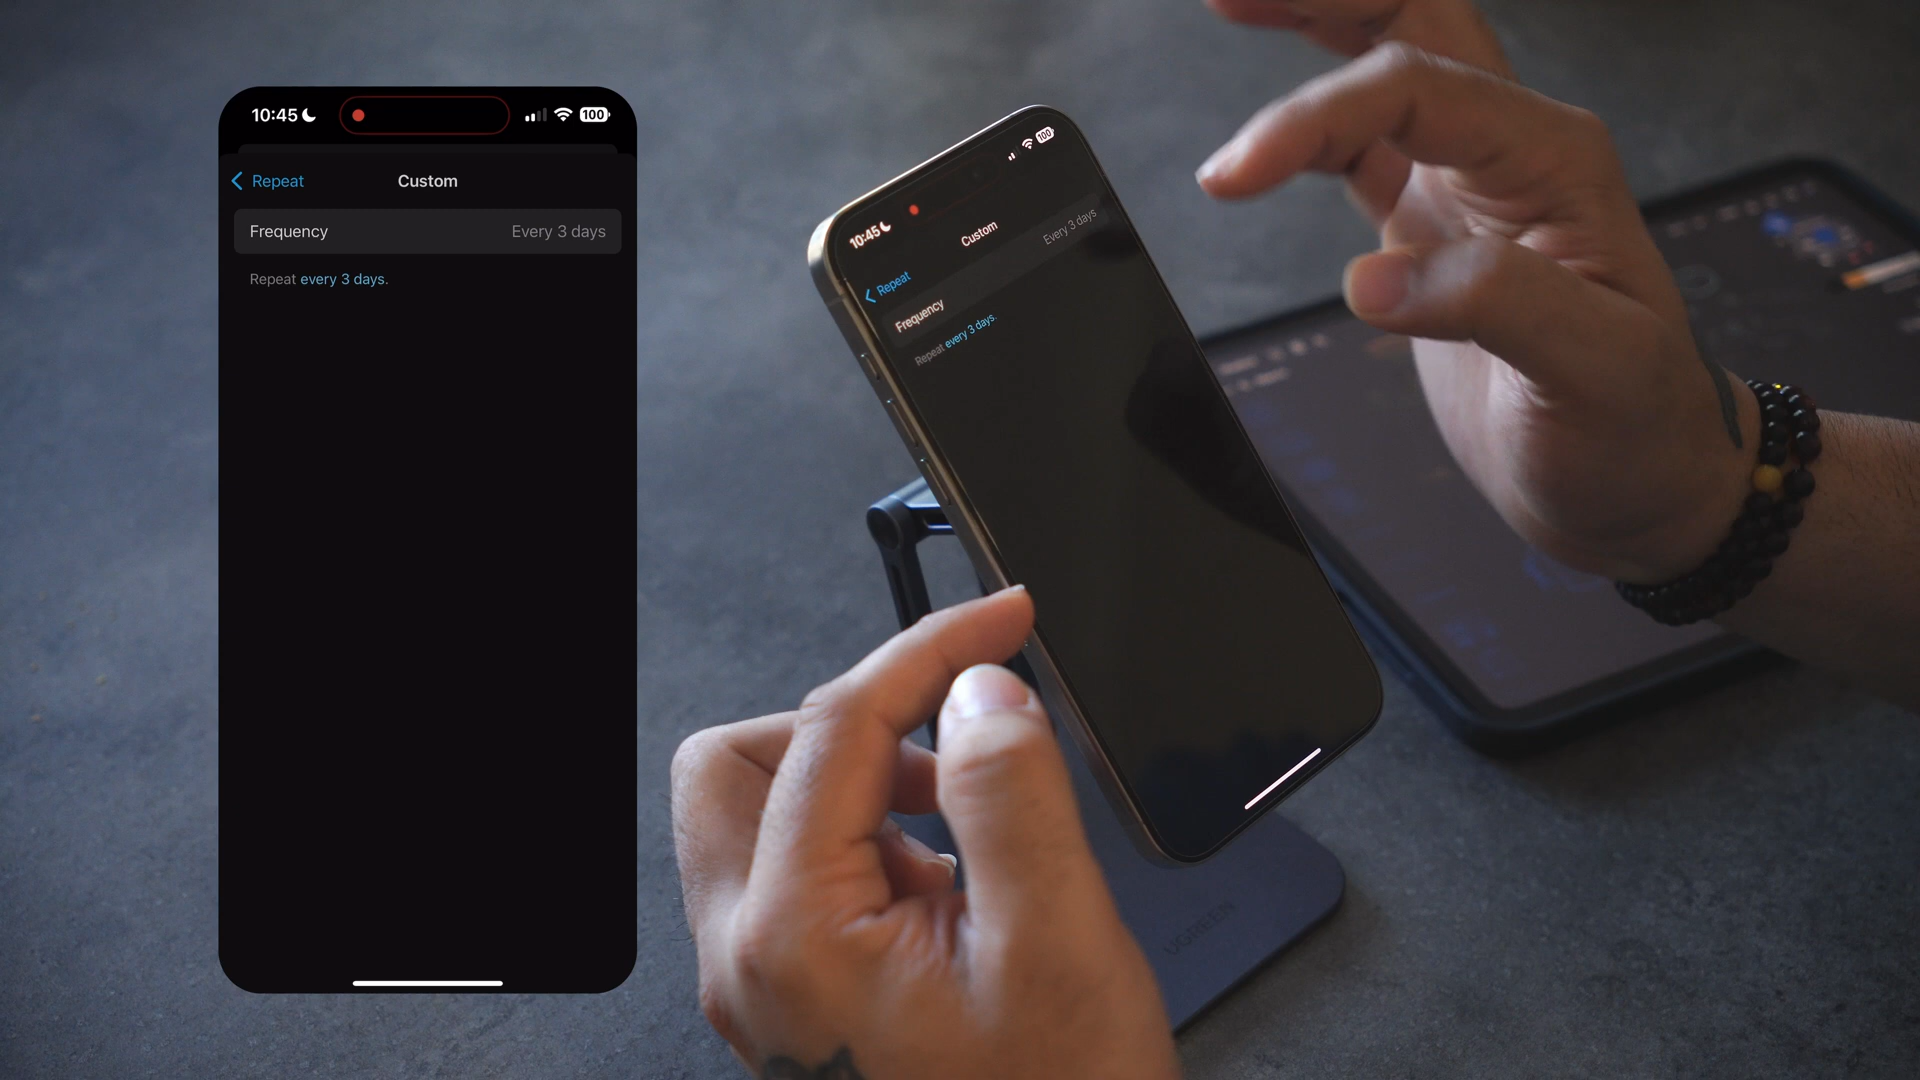 10:45
100
Repeat
Custom
Frequency
Every 3 days
Repeat every 3 days.
10:45
100
Repeat
Custom
Frequency
Every 3 days
Repeat every 3 days.
UGREEN